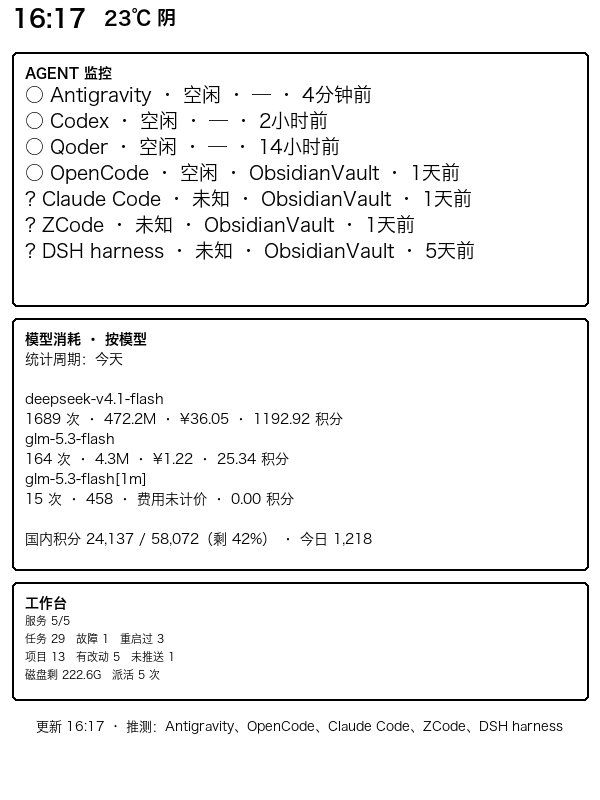 16:17 23℃ 阴
AGENT 监控
○ Antigravity · 空闲 · — · 4分钟前
○ Codex · 空闲 · — · 2小时前
○ Qoder · 空闲 · — · 14小时前
○ OpenCode · 空闲 · ObsidianVault · 1天前
? Claude Code · 未知 · ObsidianVault · 1天前
? ZCode · 未知 · ObsidianVault · 1天前
? DSH harness · 未知 · ObsidianVault · 5天前
模型消耗 · 按模型
统计周期：今天
deepseek-v4.1-flash
1689 次 · 472.2M · ¥36.05 · 1192.92 积分
glm-5.3-flash
164 次 · 4.3M · ¥1.22 · 25.34 积分
glm-5.3-flash[1m]
15 次 · 458 · 费用未计价 · 0.00 积分
国内积分 24,137 / 58,072（剩 42%） · 今日 1,218
工作台
服务 5/5
任务 29 故障 1 重启过 3
项目 13 有改动 5 未推送 1
磁盘剩 222.6G 派活 5 次
更新 16:17 · 推测：Antigravity、OpenCode、Claude Code、ZCode、DSH harness